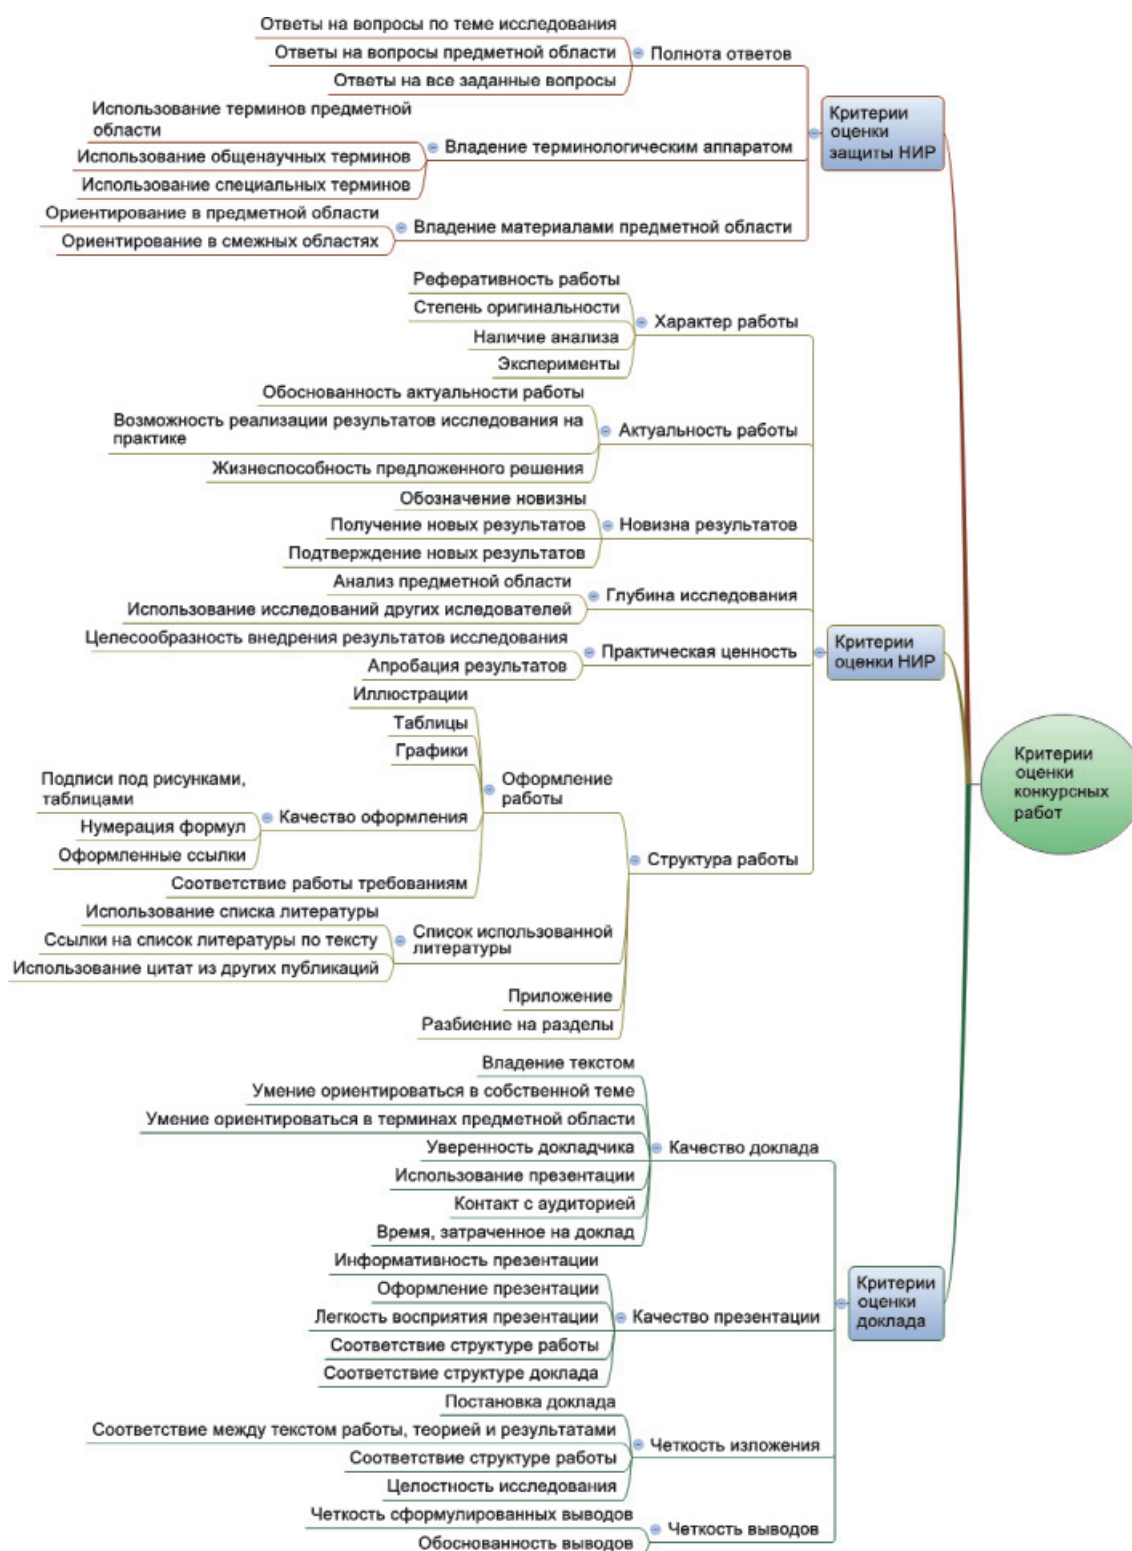 Ответы на вопросы по теме исследования
Ответы на вопросы предметной области
Ответы на все заданные вопросы
Полнота ответов
Использование терминов предметной
области
Использование общенаучных терминов
Использование специальных терминов
Владение терминологическим аппаратом
Ориентирование в предметной области
Ориентирование в смежных областях
Владение материалами предметной области
Критерии
оценки
защиты НИР
Реферативность работы
Степень оригинальности
Наличие анализа
Эксперименты
Характер работы
Обоснованность актуальности работы
Возможность реализации результатов исследования на
практике
Жизнеспособность предложенного решения
Актуальность работы
Обозначение новизны
Получение новых результатов
Подтверждение новых результатов
Новизна результатов
Анализ предметной области
Использование исследований других иследователей
Глубина исследования
Целесообразность внедрения результатов исследования
Апробация результатов
Практическая ценность
Критерии
оценки НИР
Иллюстрации
Таблицы
Графики
Подписи под рисунками,
таблицами
Нумерация формул
Оформленные ссылки
Качество оформления
Соответствие работы требованиям
Оформление
работы
Использование списка литературы
Ссылки на список литературы по тексту
Использование цитат из других публикаций
Список использованной
литературы
Приложение
Разбиение на разделы
Структура работы
Критерии
оценки
конкурсных
работ
Владение текстом
Умение ориентироваться в собственной теме
Умение ориентироваться в терминах предметной области
Уверенность докладчика
Использование презентации
Контакт с аудиторией
Время, затраченное на доклад
Качество доклада
Информативность презентации
Оформление презентации
Легкость восприятия презентации
Соответствие структуре работы
Соответствие структуре доклада
Качество презентации
Критерии
оценки
доклада
Постановка доклада
Соответствие между текстом работы, теорией и результатами
Соответствие структуре работы
Целостность исследования
Четкость изложения
Четкость сформулированных выводов
Обоснованность выводов
Четкость выводов